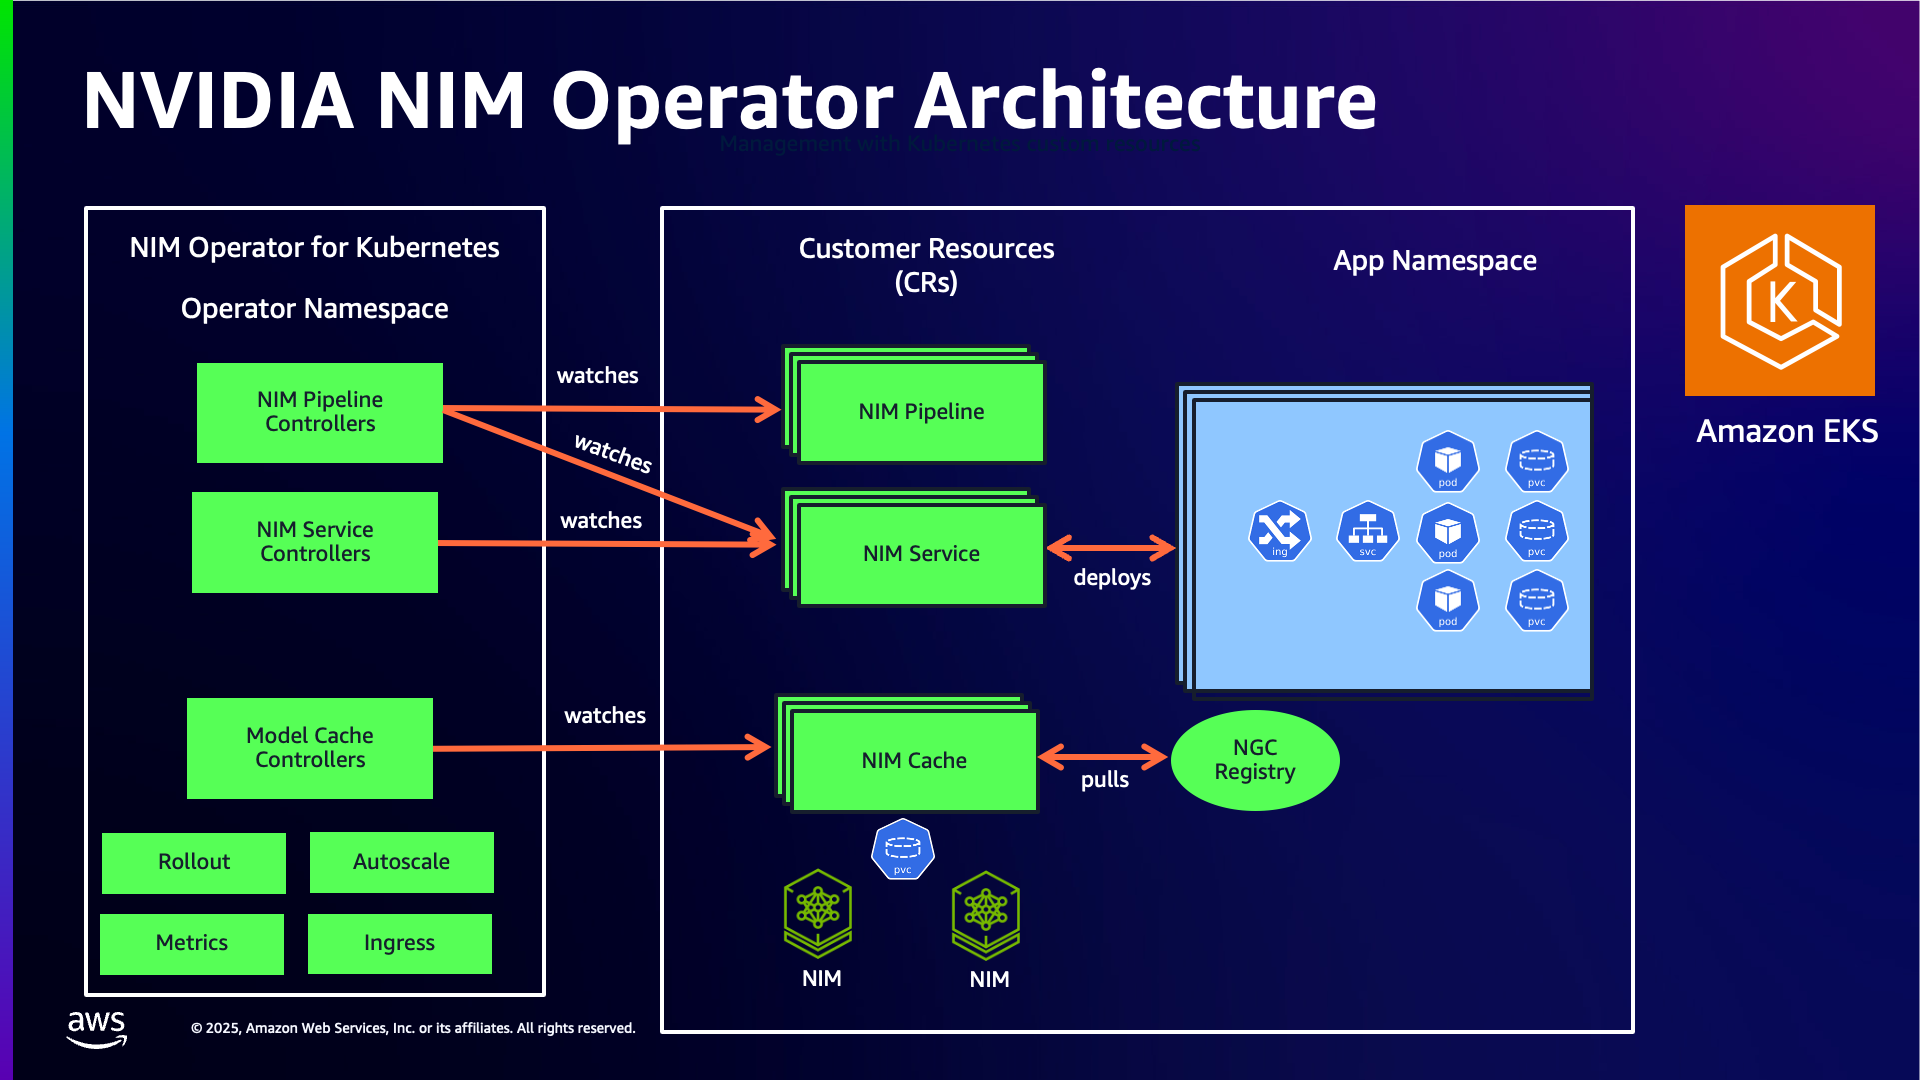 NVIDIA NIM Operator Architecture
Management with Kubernetes custom resources
NIM Operator for Kubernetes
Operator Namespace
NIM Pipeline
Controllers
NIM Service
Controllers
Model Cache
Controllers
Rollout
Autoscale
Metrics
Ingress
watches
watches
watches
watches
Customer Resources
(CRs)
NIM Pipeline
NIM Service
NIM Cache
pvc
NIM
NIM
deploys
pulls
App Namespace
ing
svc
pod
pvc
pod
pvc
pod
pvc
NGC
Registry
K
Amazon EKS
aws
© 2025, Amazon Web Services, Inc. or its affiliates. All rights reserved.